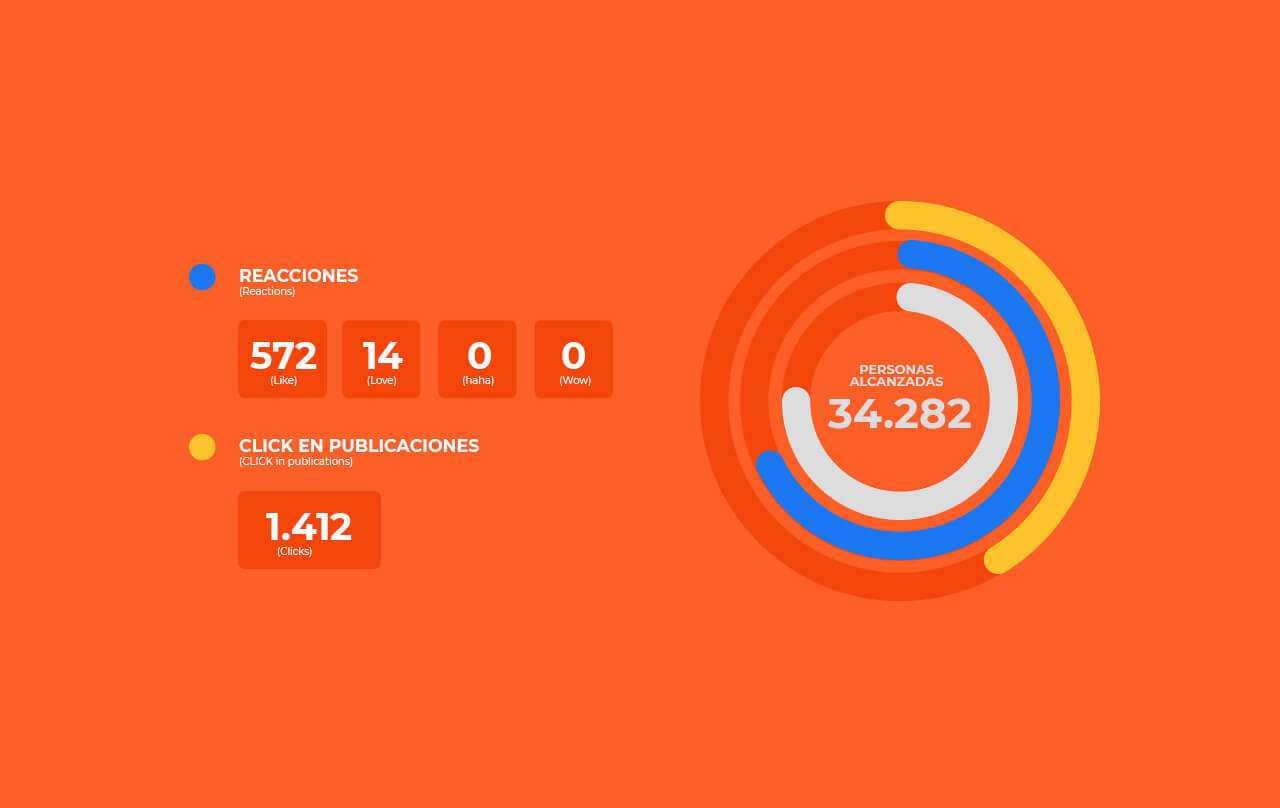 REACCIONES
(Reactions)
572
(Like)
14
(Love)
0
(haha)
0
(Wow)
CLICK EN PUBLICACIONES
(CLICK in publications)
1.412
(Clicks)
PERSONAS
ALCANZADAS
34.282